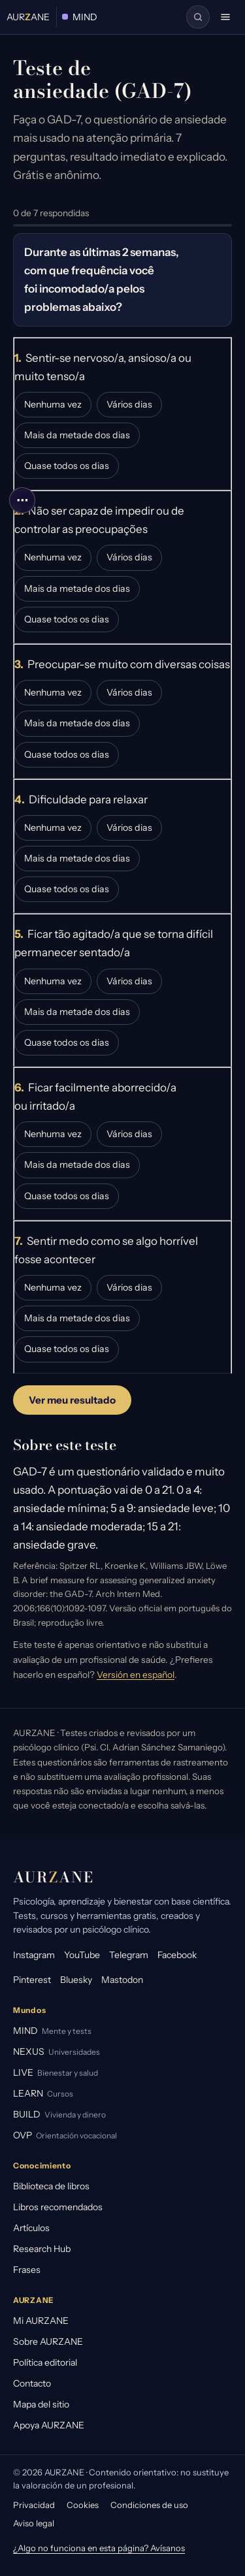 AURZANE MIND
Teste de
ansiedade (GAD-7)
Faça o GAD-7, o questionário de ansiedade
mais usado na atenção primária. 7
perguntas, resultado imediato e explicado.
Grátis e anônimo.
0 de 7 respondidas
Durante as últimas 2 semanas,
com que frequência você
foi incomodado/a pelos
problemas abaixo?
1. Sentir-se nervoso/a, ansioso/a ou
muito tenso/a
Nenhuma vez Vários dias
Mais da metade dos dias
Quase todos os dias
2. Não ser capaz de impedir ou de
controlar as preocupações
Nenhuma vez Vários dias
Mais da metade dos dias
Quase todos os dias
3. Preocupar-se muito com diversas coisas
Nenhuma vez Vários dias
Mais da metade dos dias
Quase todos os dias
4. Dificuldade para relaxar
Nenhuma vez Vários dias
Mais da metade dos dias
Quase todos os dias
5. Ficar tão agitado/a que se torna difícil
permanecer sentado/a
Nenhuma vez Vários dias
Mais da metade dos dias
Quase todos os dias
6. Ficar facilmente aborrecido/a
ou irritado/a
Nenhuma vez Vários dias
Mais da metade dos dias
Quase todos os dias
7. Sentir medo como se algo horrível
fosse acontecer
Nenhuma vez Vários dias
Mais da metade dos dias
Quase todos os dias
Ver meu resultado
Sobre este teste
GAD-7 é um questionário validado e muito
usado. A pontuação vai de 0 a 21. 0 a 4:
ansiedade mínima; 5 a 9: ansiedade leve; 10
a 14: ansiedade moderada; 15 a 21:
ansiedade grave.
Referência: Spitzer RL, Kroenke K, Williams JBW, Löwe
B. A brief measure for assessing generalized anxiety
disorder: the GAD-7. Arch Intern Med.
2006;166(10):1092-1097. Versão oficial em português do
Brasil; reprodução livre.
Este teste é apenas orientativo e não substitui a
avaliação de um profissional de saúde. ¿Prefieres
hacerlo en español? Versión en español.
AURZANE · Testes criados e revisados por um
psicólogo clínico (Psi. Cl. Adrian Sánchez Samaniego).
Estes questionários são ferramentas de rastreamento
e não substituem uma avaliação profissional. Suas
respostas não são enviadas a lugar nenhum, a menos
que você esteja conectado/a e escolha salvá-las.
AURZANE
Psicología, aprendizaje y bienestar con base científica.
Tests, cursos y herramientas gratis, creados y
revisados por un psicólogo clínico.
Instagram YouTube Telegram Facebook
Pinterest Bluesky Mastodon
Mundos
MIND Mente y tests
NEXUS Universidades
LIVE Bienestar y salud
LEARN Cursos
BUILD Vivienda y dinero
OVP Orientación vocacional
Conocimiento
Biblioteca de libros
Libros recomendados
Artículos
Research Hub
Frases
AURZANE
Mi AURZANE
Sobre AURZANE
Política editorial
Contacto
Mapa del sitio
Apoya AURZANE
© 2026 AURZANE · Contenido orientativo: no sustituye
la valoración de un profesional.
Privacidad Cookies Condiciones de uso
Aviso legal
¿Algo no funciona en esta página? Avísanos